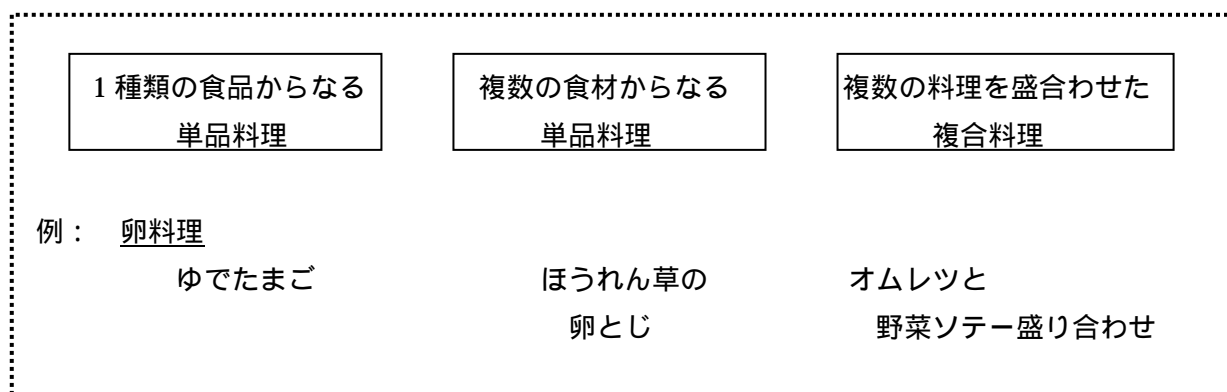 1種類の食品からなる
単品料理
複数の食材からなる
単品料理
複数の料理を盛合わせた
複合料理
例： 卵料理
ゆでたまご
ほうれん草の
卵とじ
オムレツと
野菜ソテー盛り合わせ